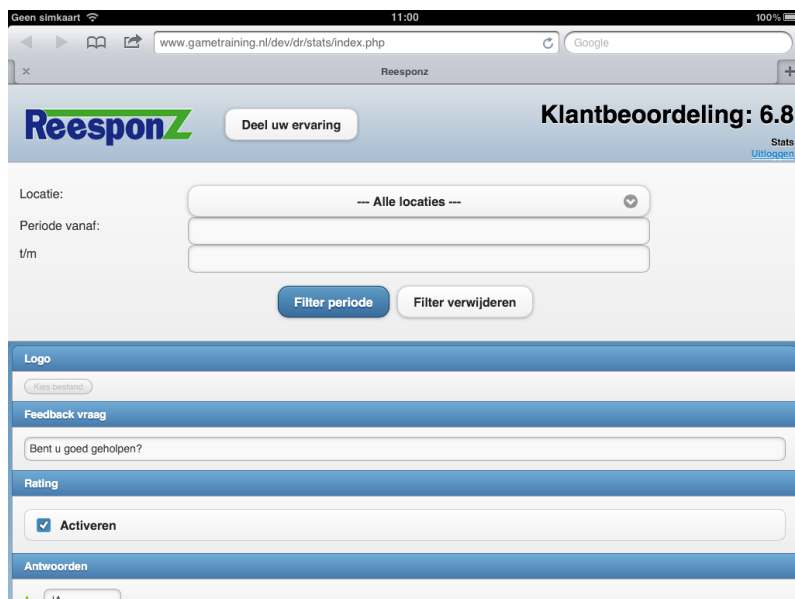 Geen simkaart
11:00
100%
www.gametraining.nl/dev/dr/stats/index.php
Google
Reesponz
ReesponZ
Deel uw ervaring
Klantbeoordeling: 6.8
Stats
Uitloggen
Locatie:
--- Alle locaties ---
Periode vanaf:
t/m
Filter periode
Filter verwijderen
Logo
Kies bestand
Feedback vraag
Bent u goed geholpen?
Rating
Activeren
Antwoorden